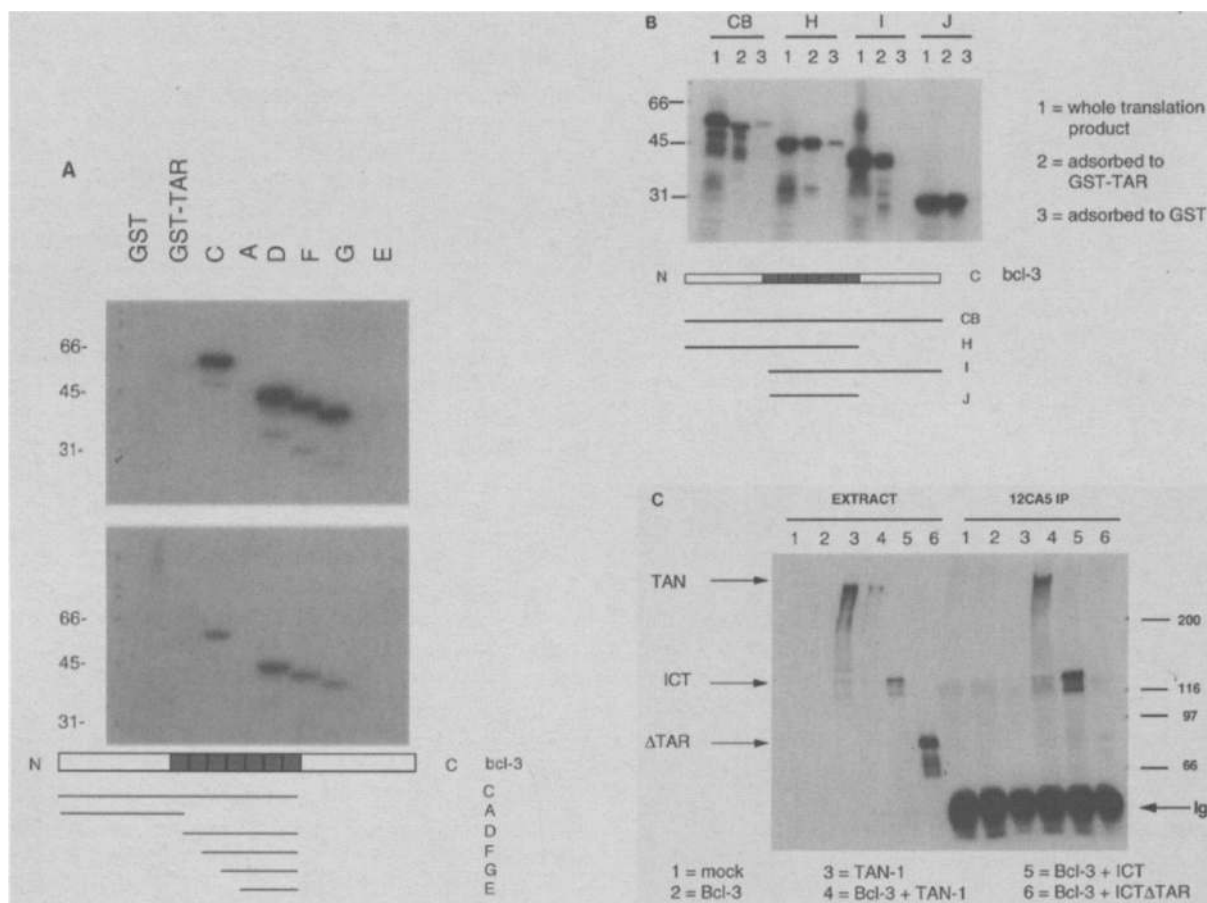 A
GST
GST-TAR
C
A
D
F
G
E
66-
45-
31-
66-
45-
31-
N
C
bcl-3
C
A
D
F
G
E
B
CB H I J
1 2 3 1 2 3 1 2 3 1 2 3
66
45
31
1 = whole translation
product
2 = adsorbed to
GST-TAR
3 = adsorbed to GST
N
C
bcl-3
CB
H
I
J
C
EXTRACT 12CA5 IP
1 2 3 4 5 6 1 2 3 4 5 6
TAN
ICT
ΔTAR
200
116
97
66
Ig
1 = mock 3 = TAN-1 5 = Bcl-3 + ICT
2 = Bcl-3 4 = Bcl-3 + TAN-1 6 = Bcl-3 + ICTΔTAR